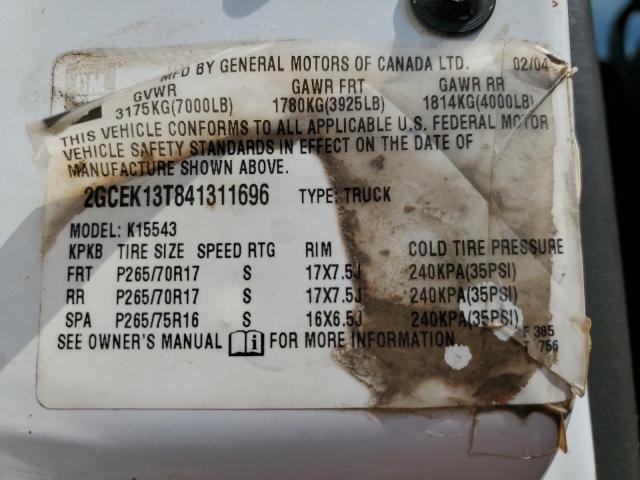 GM MFD BY GENERAL MOTORS OF CANADA LTD. 02/04
GVWR GAWR FRT GAWR RR
3175KG(7000LB) 1780KG(3925LB) 1814KG(4000LB)
THIS VEHICLE CONFORMS TO ALL APPLICABLE U.S. FEDERAL MOTOR
VEHICLE SAFETY STANDARDS IN EFFECT ON THE DATE OF
MANUFACTURE SHOWN ABOVE.
2GCEK13T841311696 TYPE: TRUCK
MODEL: K15543
KPKB TIRE SIZE SPEED RTG RIM COLD TIRE PRESSURE
FRT P265/70R17 S 17X7.5J 240KPA(35PSI)
RR P265/70R17 S 17X7.5J 240KPA(35PSI)
SPA P265/75R16 S 16X6.5J 240KPA(35PSI)
SEE OWNER'S MANUAL i FOR MORE INFORMATION. F 385
T 756